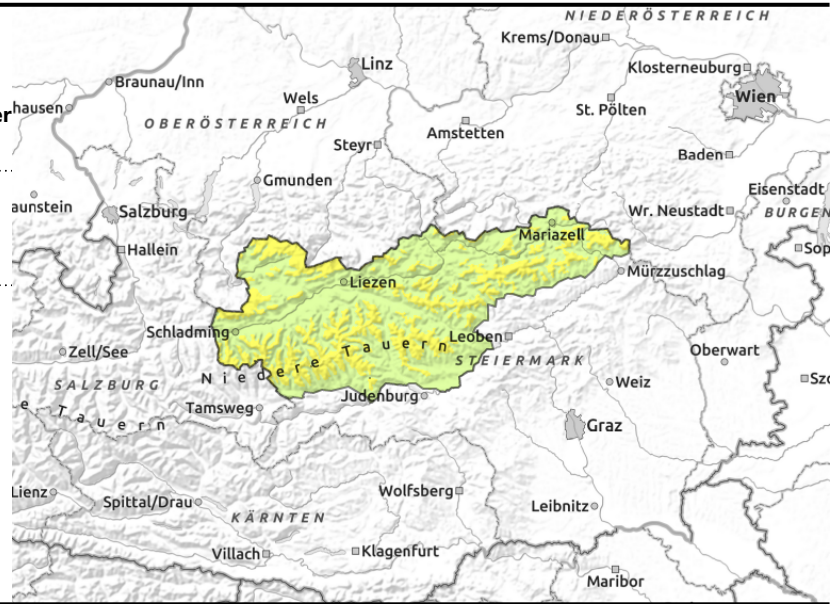 NIEDERÖSTERREICH
Krems/Donau
Linz
Klosterneuburg
Braunau/Inn
Wien
Wels
hausen
er
St. Pölten
OBERÖSTERREICH
Amstetten
Steyr
Baden
Gmunden
Eisenstadt
aunstein
Salzburg
Wr. Neustadt
BURGEN
Mariazell
Hallein
Sop
Mürzzuschlag
Liezen
Schladming
Leoben
Zell/See
Niedere Tauern
STEIERMARK
Oberwart
SALZBURG
Weiz
Szo
Judenburg
Tamsweg
e Tauern
Graz
Lienz
Spittal/Drau
Wolfsberg
Leibnitz
KÄRNTEN
Villach
Klagenfurt
Maribor